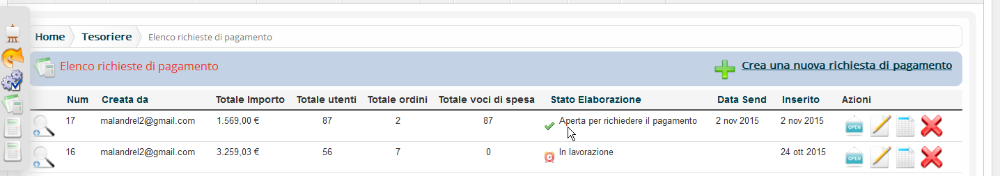 Home Tesoriere Elenco richieste di pagamento
Elenco richieste di pagamento Crea una nuova richiesta di pagamento
Num Creata da Totale Importo Totale utenti Totale ordini Totale voci di spesa Stato Elaborazione Data Send Inserito Azioni
17 malandrel2@gmail.com 1.569,00 € 87 2 87 Aperta per richiedere il pagamento 2 nov 2015 2 nov 2015 OPEN
16 malandrel2@gmail.com 3.259,03 € 56 7 0 In lavorazione 24 ott 2015 OPEN